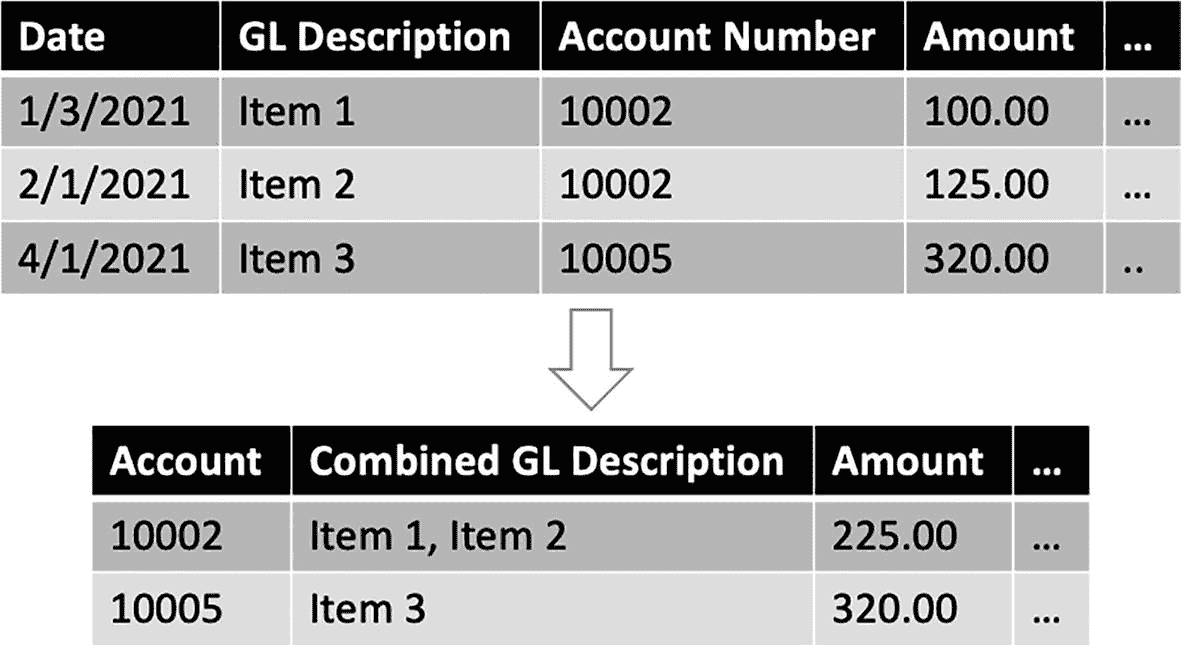 Date GL Description Account Number Amount ...
1/3/2021 Item 1 10002 100.00 ...
2/1/2021 Item 2 10002 125.00 ...
4/1/2021 Item 3 10005 320.00 ..
Account Combined GL Description Amount ...
10002 Item 1, Item 2 225.00 ...
10005 Item 3 320.00 ...